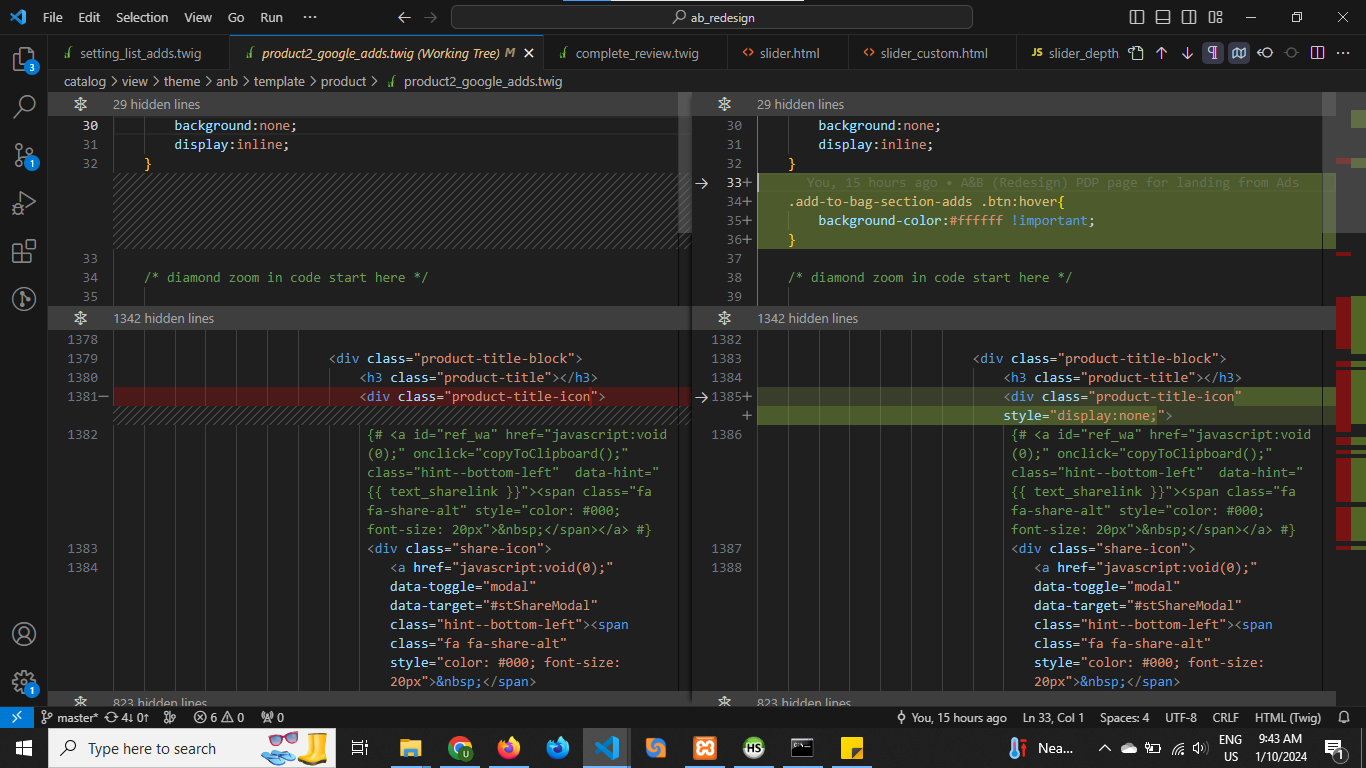 File Edit Selection View Go Run ··· ab_redesign
setting_list_adds.twig product2_google_adds.twig (Working Tree) M complete_review.twig slider.html slider_custom.html JS slider_depth
catalog > view > theme > anb > template > product > product2_google_adds.twig
29 hidden lines
30 background:none;
31 display:inline;
32 }
33
34 /* diamond zoom in code start here */
35
1342 hidden lines
1378
1379 <div class="product-title-block">
1380 <h3 class="product-title"></h3>
1381— <div class="product-title-icon">
1382 {# <a id="ref_wa" href="javascript:void
(0);" onclick="copyToClipboard();"
class="hint--bottom-left"  data-hint="
{{ text_sharelink }}"><span class="fa
fa-share-alt" style="color: #000;
font-size: 20px">&nbsp;</span></a> #}
1383 <div class="share-icon">
1384 <a href="javascript:void(0);"
data-toggle="modal"
data-target="#stShareModal"
class="hint--bottom-left"><span
class="fa fa-share-alt"
style="color: #000; font-size:
20px">&nbsp;</span>
823 hidden lines
29 hidden lines
30 background:none;
31 display:inline;
32 }
33+ You, 15 hours ago • A&B (Redesign) PDP page for landing from Ads
34+ .add-to-bag-section-adds .btn:hover{
35+ background-color:#ffffff !important;
36+ }
37
38 /* diamond zoom in code start here */
39
1342 hidden lines
1382
1383 <div class="product-title-block">
1384 <h3 class="product-title"></h3>
1385+ <div class="product-title-icon"
+ style="display:none;">
1386 {# <a id="ref_wa" href="javascript:void
(0);" onclick="copyToClipboard();"
class="hint--bottom-left"  data-hint="
{{ text_sharelink }}"><span class="fa
fa-share-alt" style="color: #000;
font-size: 20px">&nbsp;</span></a> #}
1387 <div class="share-icon">
1388 <a href="javascript:void(0);"
data-toggle="modal"
data-target="#stShareModal"
class="hint--bottom-left"><span
class="fa fa-share-alt"
style="color: #000; font-size:
20px">&nbsp;</span>
823 hidden lines
3
1
1
master* 4↓ 0↑ 6 0 0 You, 15 hours ago Ln 33, Col 1 Spaces: 4 UTF-8 CRLF HTML (Twig)
Type here to search U HS Nea... ENG US 9:43 AM 1/10/2024 1